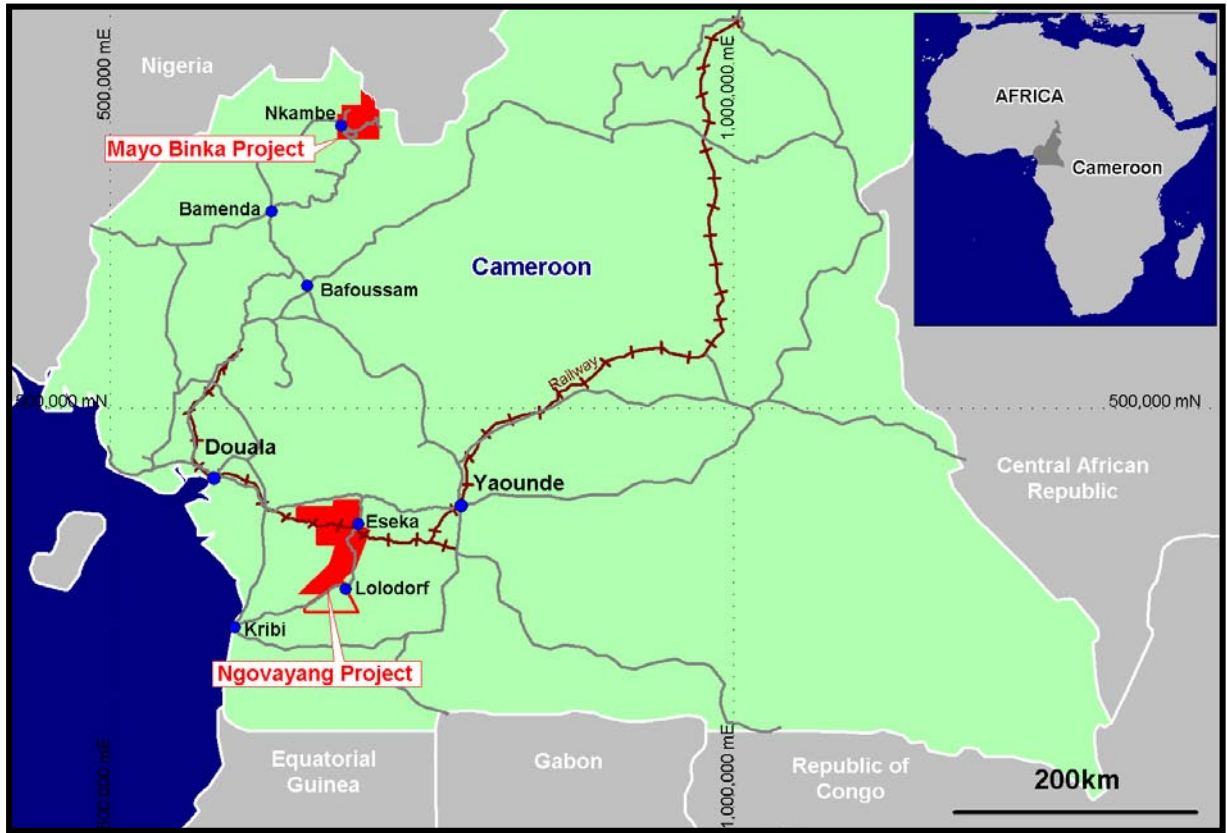 Nigeria
500,000 mE
1,000,000 mE
Nkambe
Mayo Binka Project
AFRICA
Cameroon
Bamenda
Cameroon
Bafoussam
Railway
500,000 mN
500,000 mN
Douala
Central African
Republic
Yaounde
Eseka
Lolodorf
Kribi
Ngovayang Project
500,000 mE
1,000,000 mE
Equatorial
Guinea
Gabon
Republic of
Congo
200km